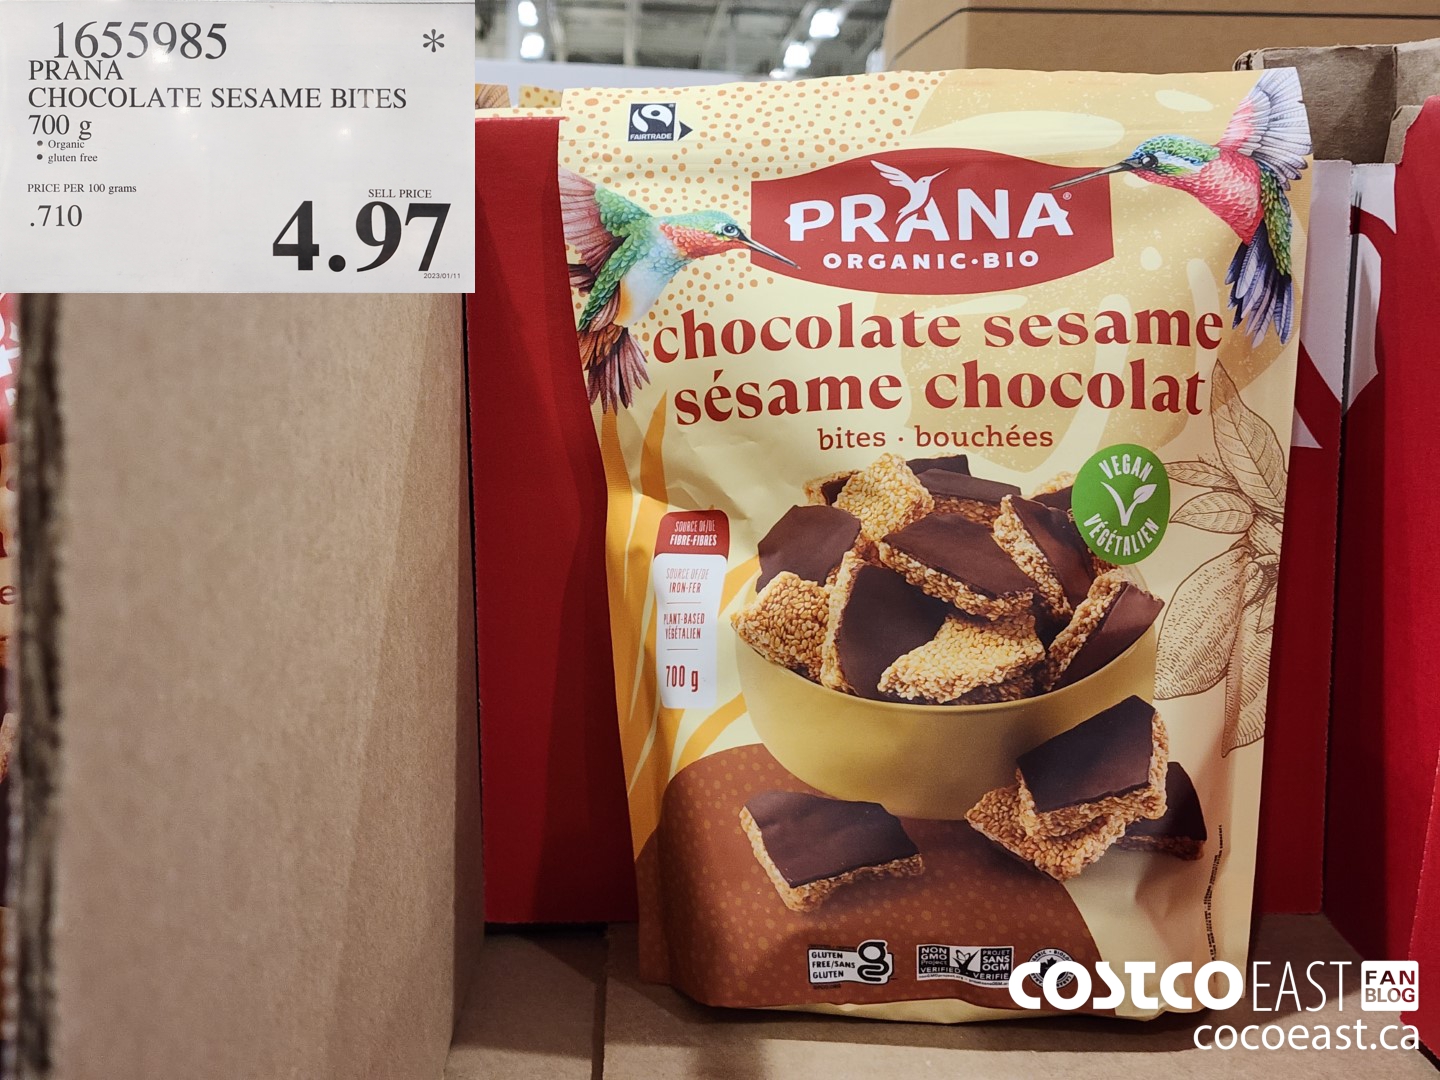 1655985 *
PRANA
CHOCOLATE SESAME BITES
700 g
• Organic
• gluten free
PRICE PER 100 grams
.710
SELL PRICE
4.97
2023/01/11
FAIRTRADE
PRANA®
ORGANIC•BIO
chocolate sesame
sésame chocolat
bites · bouchées
VEGAN
VÉGÉTALIEN
SOURCE OF/DE
FIBRE-FIBRES
SOURCE OF/DE
IRON-FER
PLANT-BASED
VÉGÉTALIEN
700 g
GLUTEN
FREE/SANS
GLUTEN
NON
GMO
Project
VERIFIED
PROJET
SANS
OGM
VÉRIFIÉ
COSTCO EAST FAN
BLOG
cocoeast.ca